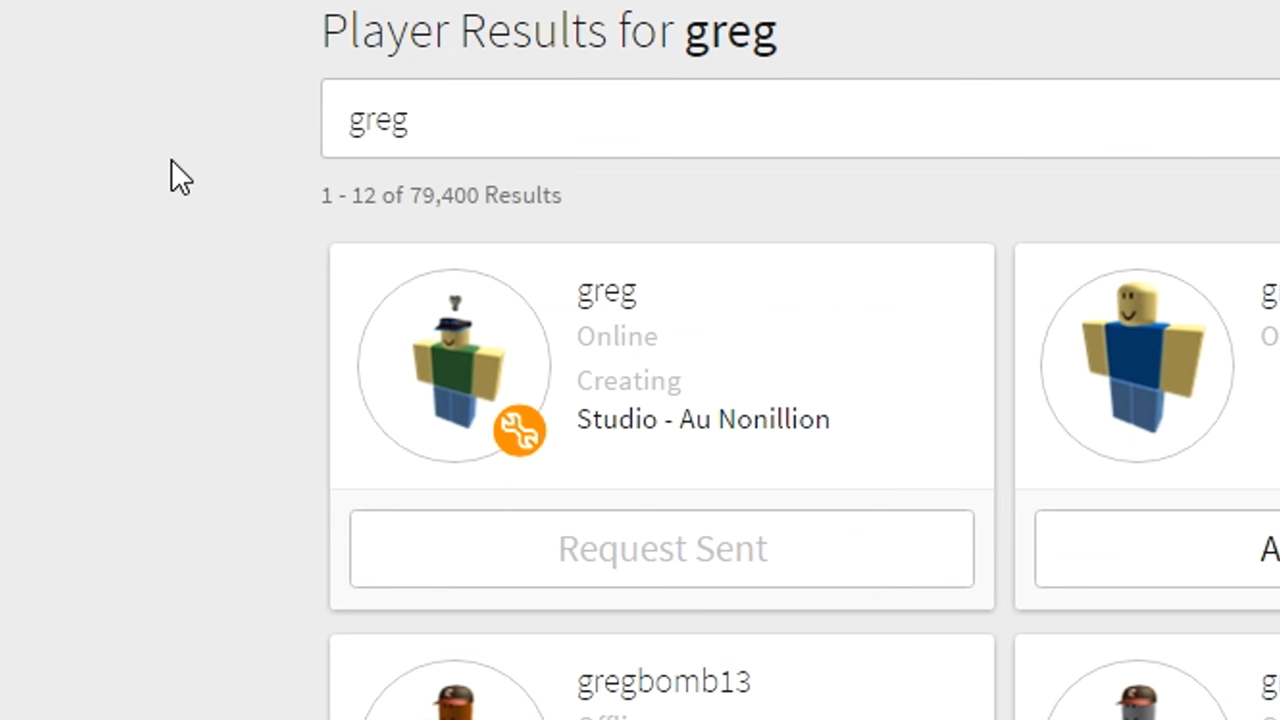 Player Results for greg
greg
1 - 12 of 79,400 Results
greg
Online
Creating
Studio - Au Nonillion
Request Sent
gregbomb13